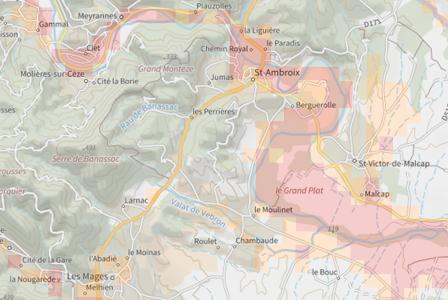 Plauzolles
Meyrannes
Gammal
la Liguière
D171
Clet
Chemin Royal
le Paradis
Grand Montèze
Molières-sur-Cèze
Cité la Borie
Jumas
St-Ambroix
Berguerolle
Rau de Banassac
les Perrières
Serre de Banassac
St-Victor-de-Malcap
le Grand Plat
Malcap
Larnac
Valat de Vebron
le Moulinet
Roulet
Chambaude
le Moinas
l'Abadié
Cité de la Gare
le Bouc
la Nougarède
Les Mages
Meihien